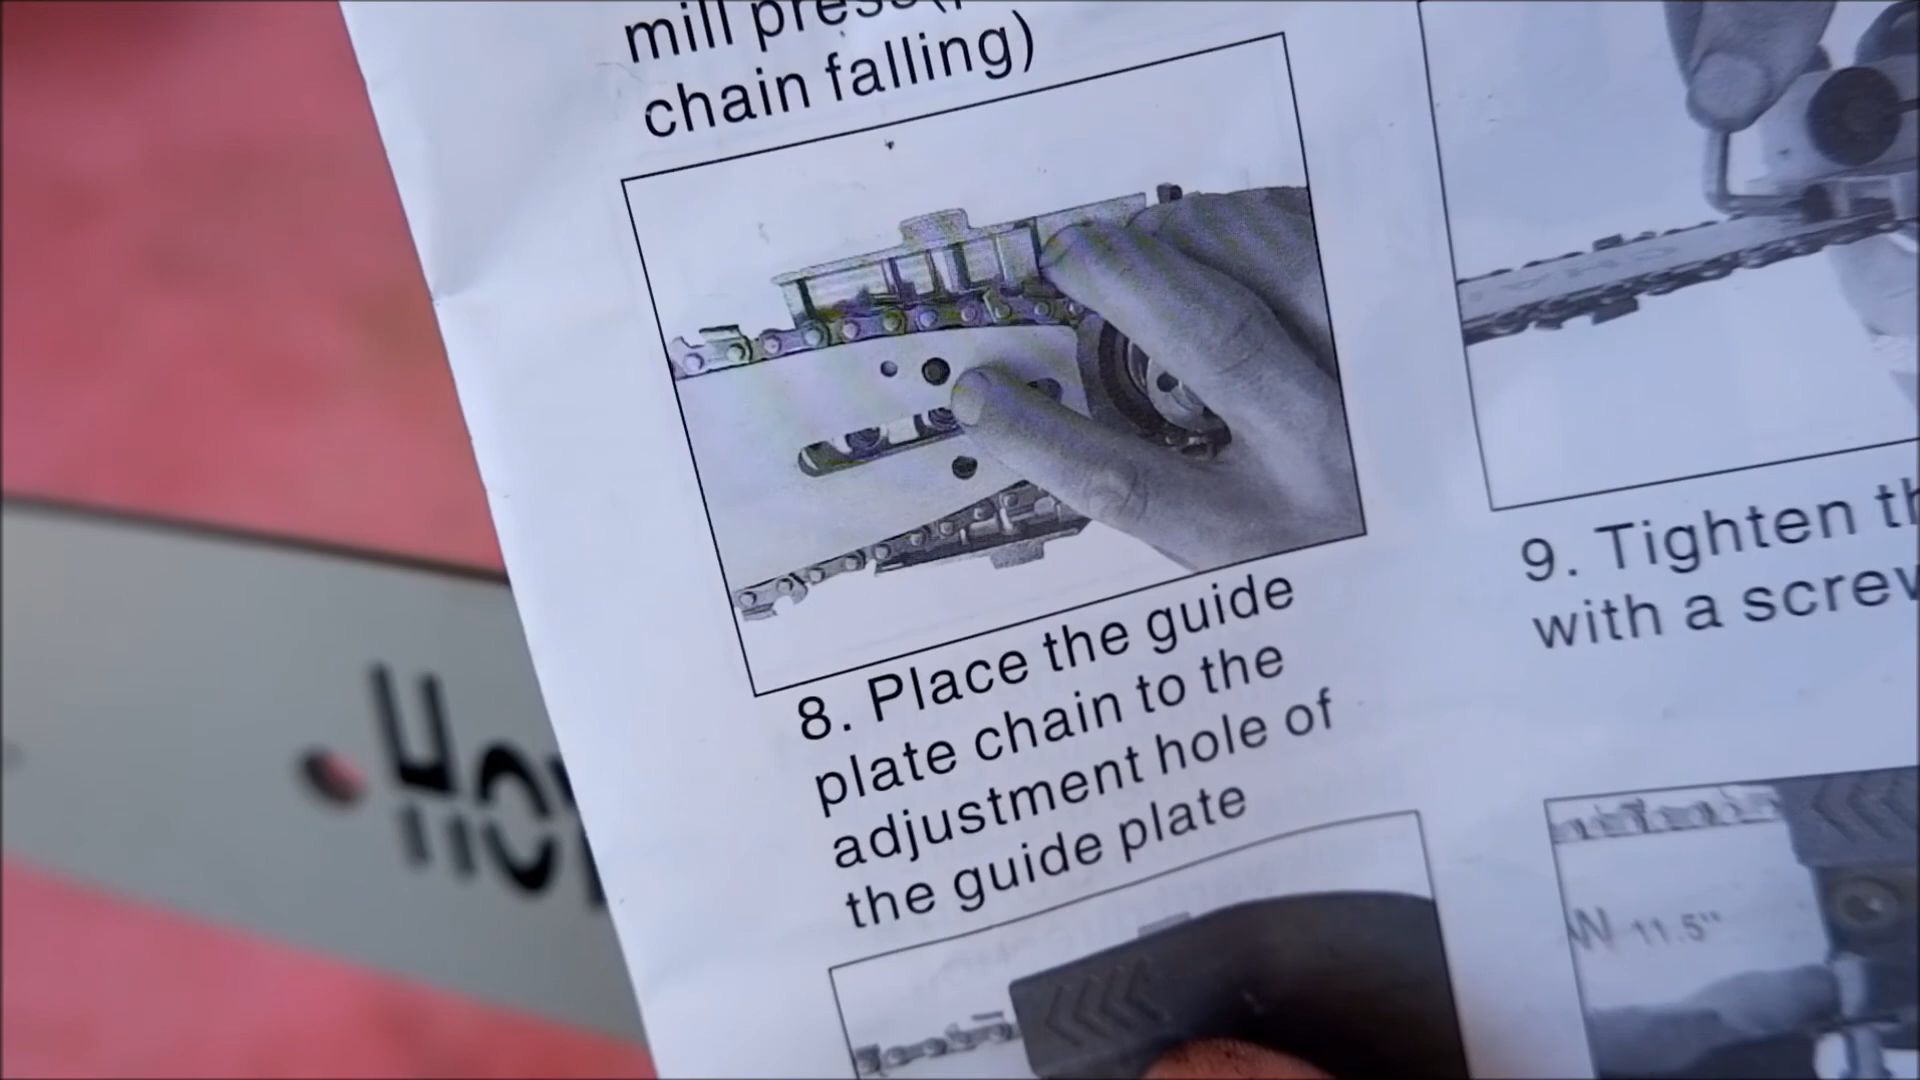 mill
chain falling)
8. Place the guide
plate chain to the
adjustment hole of
the guide plate
9. Tighten
with a
N 11.5"